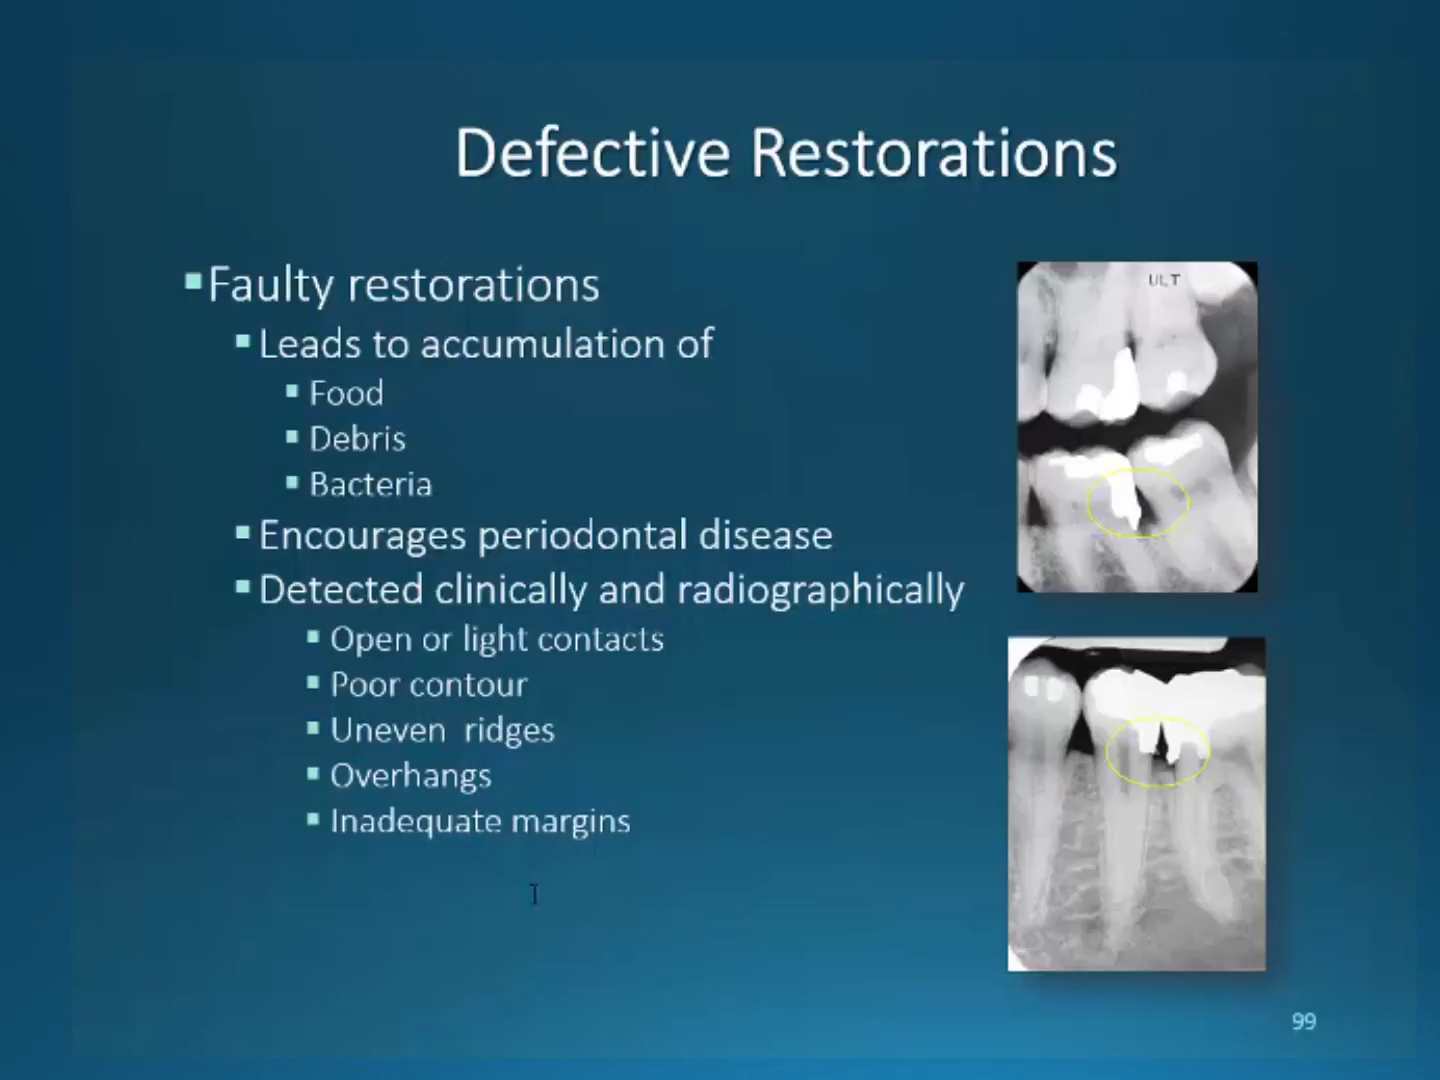 Defective Restorations
Faulty restorations
Leads to accumulation of
Food
Debris
Bacteria
Encourages periodontal disease
Detected clinically and radiographically
Open or light contacts
Poor contour
Uneven ridges
Overhangs
Inadequate margins
ULT
99